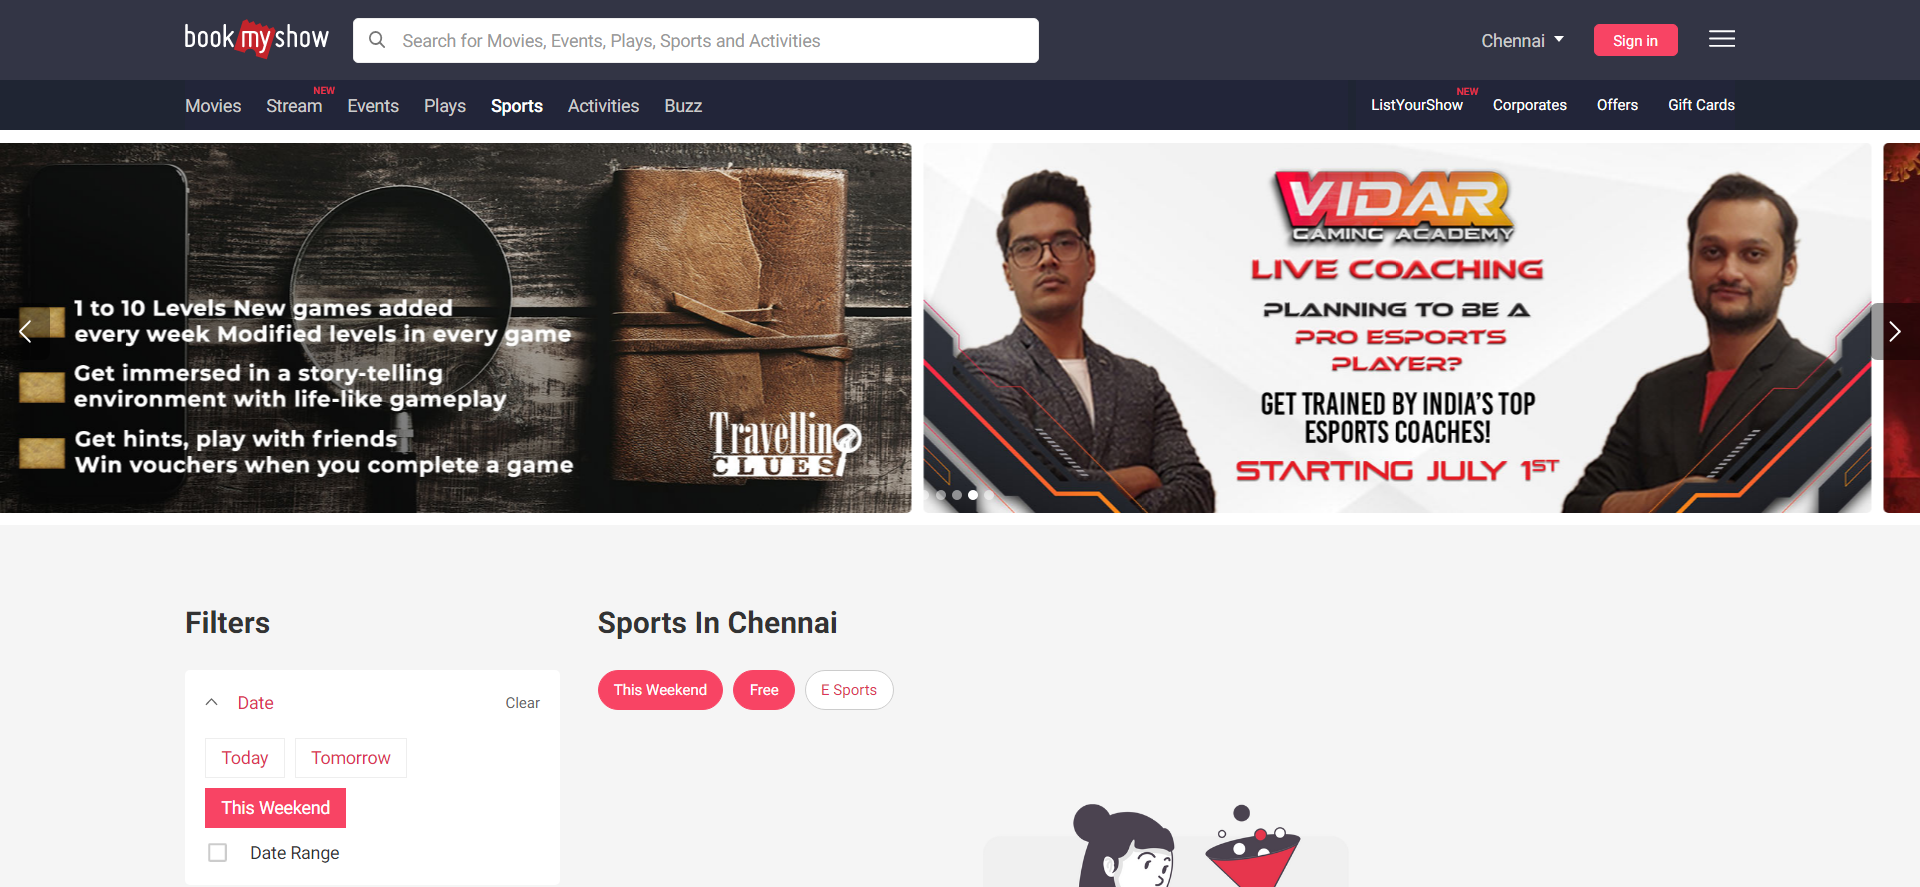 bookmyshow
Search for Movies, Events, Plays, Sports and Activities
Chennai
Sign in
Movies
Stream
NEW
Events
Plays
Sports
Activities
Buzz
ListYourShow
NEW
Corporates
Offers
Gift Cards
1 to 10 Levels New games added
every week Modified levels in every game
Get immersed in a story-telling
environment with life-like gameplay
Get hints, play with friends
Win vouchers when you complete a game
Travelling
CLUES
VIDAR
GAMING ACADEMY
LIVE COACHING
PLANNING TO BE A
PRO ESPORTS
PLAYER?
GET TRAINED BY INDIA'S TOP
ESPORTS COACHES!
STARTING JULY 1ST
Filters
Date
Clear
Today
Tomorrow
This Weekend
Date Range
Sports In Chennai
This Weekend
Free
E Sports